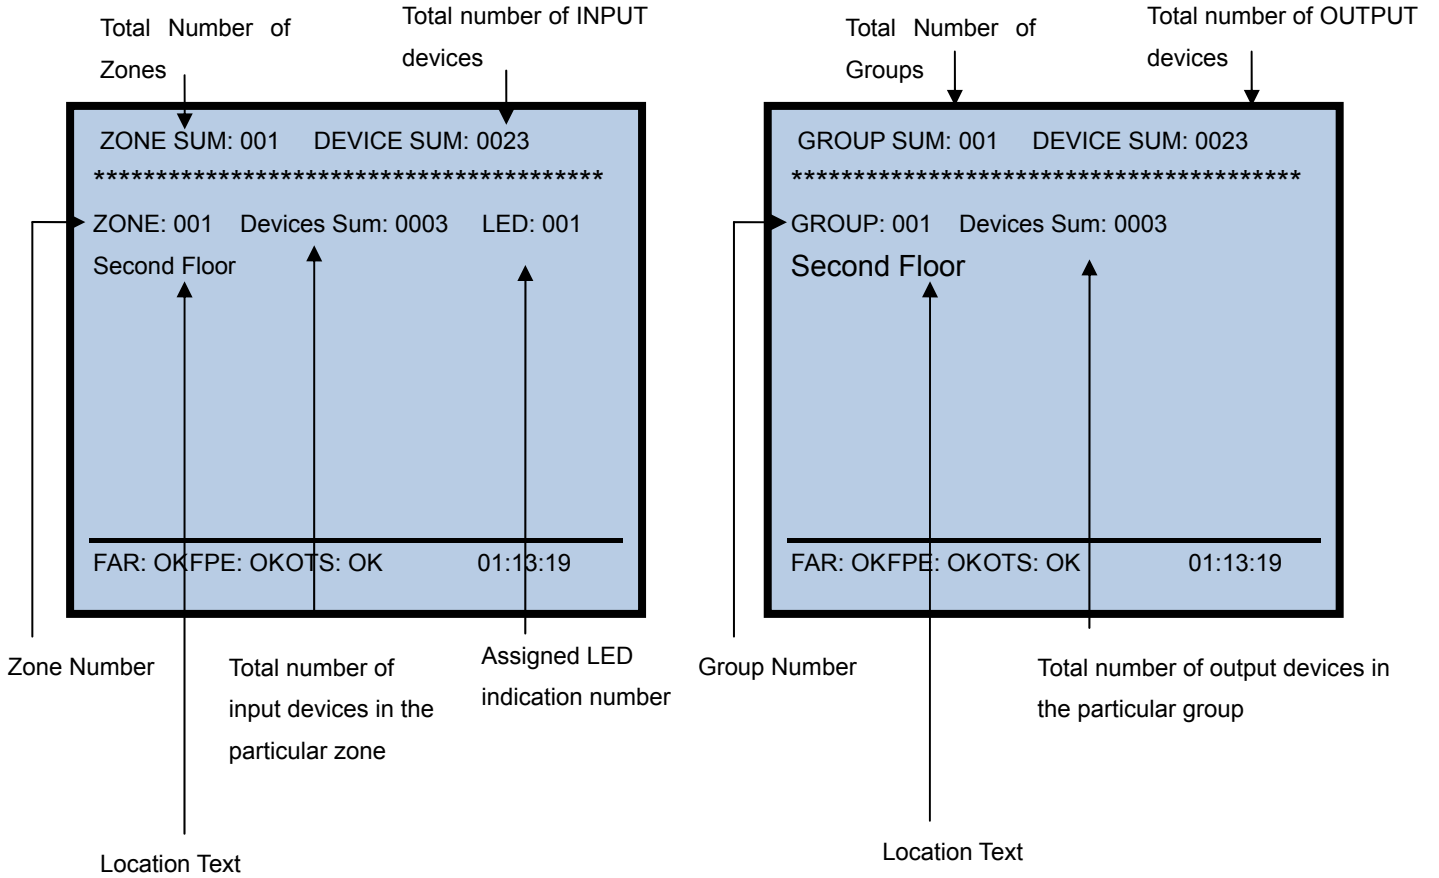 Total Number of
Zones
Total number of INPUT
devices
Total Number of
Groups
Total number of OUTPUT
devices
ZONE SUM: 001 DEVICE SUM: 0023
*****************************************
ZONE: 001 Devices Sum: 0003 LED: 001
Second Floor
FAR: OKFPE: OKOTS: OK 01:13:19
GROUP SUM: 001 DEVICE SUM: 0023
*****************************************
GROUP: 001 Devices Sum: 0003
Second Floor
FAR: OKFPE: OKOTS: OK 01:13:19
Zone Number
Total number of
input devices in the
particular zone
Assigned LED
indication number
Location Text
Group Number
Total number of output devices in
the particular group
Location Text